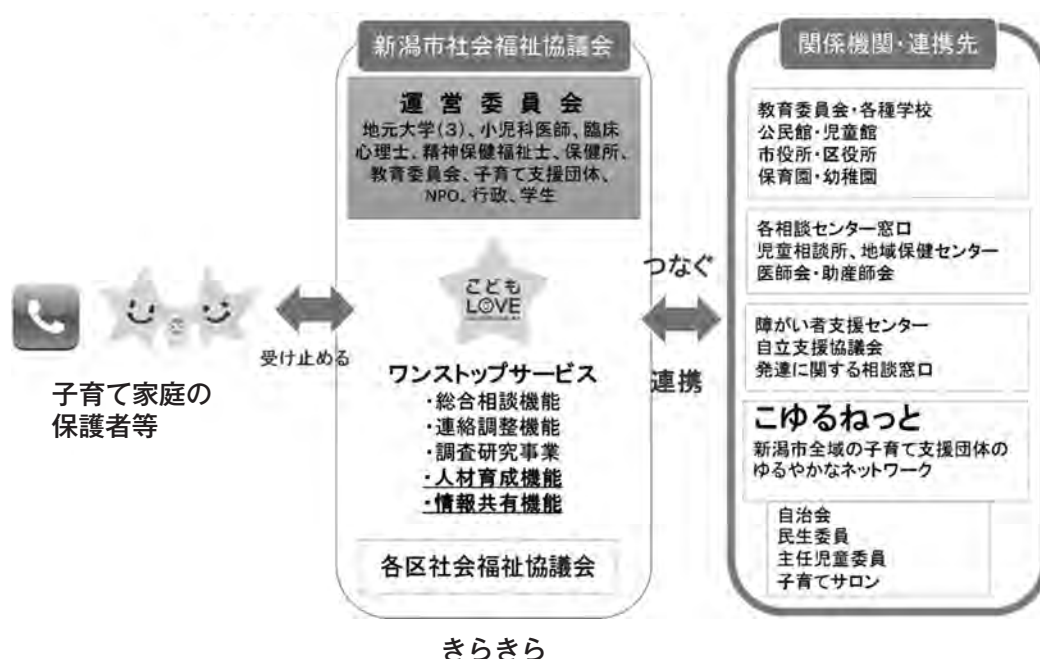 新潟市社会福祉協議会
運営委員会
地元大学(3)、小児科医師、臨床
心理士、精神保健福祉士、保健所、
教育委員会、子育て支援団体、
NPO、行政、学生
こども
LOVE
ワンストップサービス
・総合相談機能
・連絡調整機能
・調査研究事業
・人材育成機能
・情報共有機能
各区社会福祉協議会
きらきら
受け止める
子育て家庭の
保護者等
つなぐ
連携
関係機関・連携先
教育委員会・各種学校
公民館・児童館
市役所・区役所
保育園・幼稚園
各相談センター窓口
児童相談所、地域保健センター
医師会・助産師会
障がい者支援センター
自立支援協議会
発達に関する相談窓口
こゆるねっと
新潟市全域の子育て支援団体の
ゆるやかなネットワーク
自治会
民生委員
主任児童委員
子育てサロン